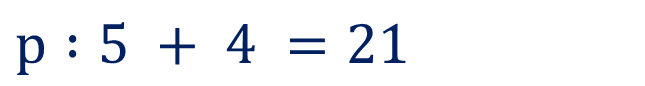 p : 5 + 4 = 21